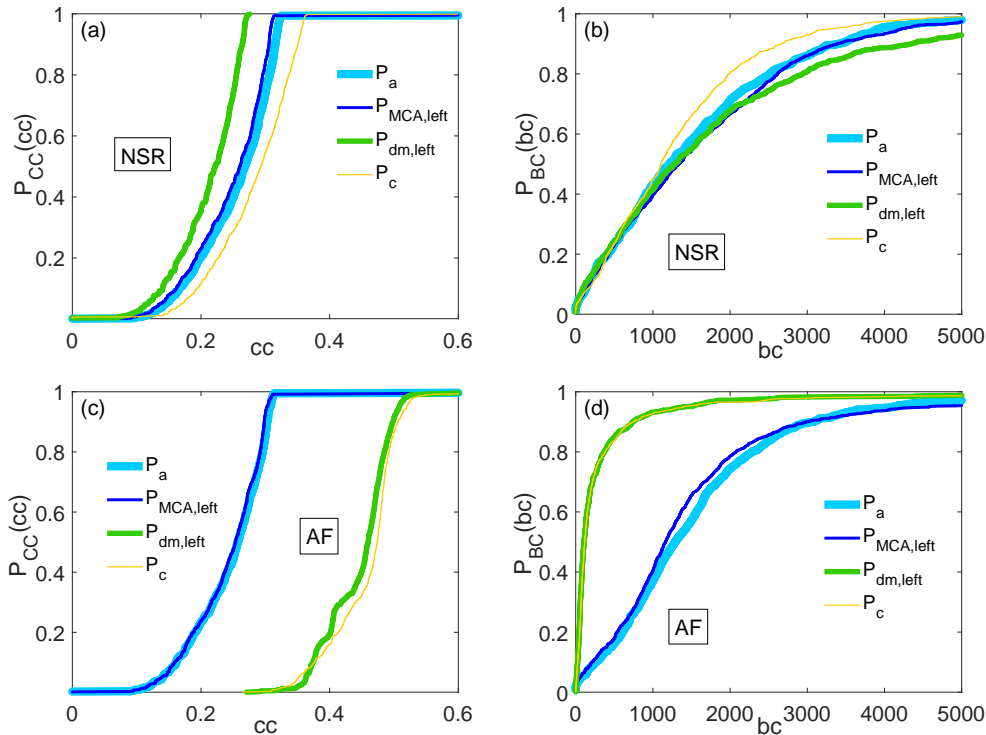 (a)
P_CC(cc)
1
0.8
0.6
0.4
0.2
NSR
P_a
P_MCA,left
P_dm,left
P_c
0 0.2 0.4 0.6
cc
(b)
P_BC(bc)
1
0.8
0.6
0.4
0.2
0
P_a
P_MCA,left
P_dm,left
P_c
NSR
0 1000 2000 3000 4000 5000
bc
(c)
P_CC(cc)
1
0.8
0.6
0.4
0.2
P_a
P_MCA,left
P_dm,left
P_c
AF
0 0.2 0.4 0.6
cc
(d)
P_BC(bc)
1
0.8
0.6
0.4
0.2
0
P_a
P_MCA,left
P_dm,left
P_c
AF
0 1000 2000 3000 4000 5000
bc